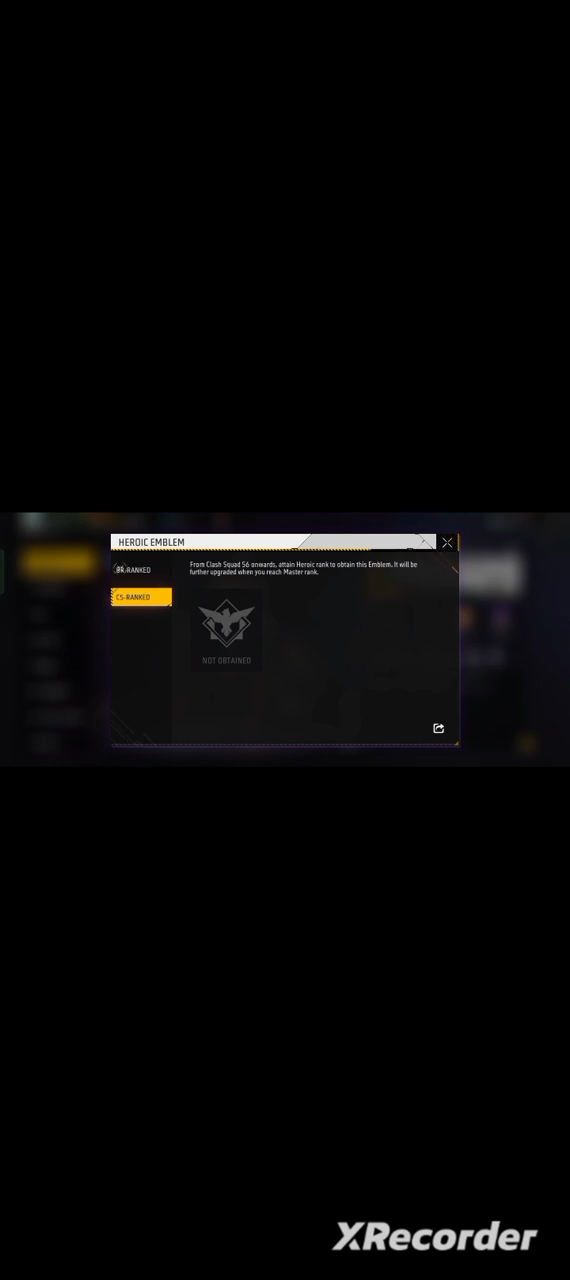 HEROIC EMBLEM
BR-RANKED
From Clash Squad S6 onwards, attain Heroic rank to obtain this Emblem. It will be
further upgraded when you reach Master rank.
CS-RANKED
NOT OBTAINED
XRecorder